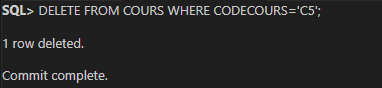 SQL> DELETE FROM COURS WHERE CODECOURS='C5';
1 row deleted.
Commit complete.